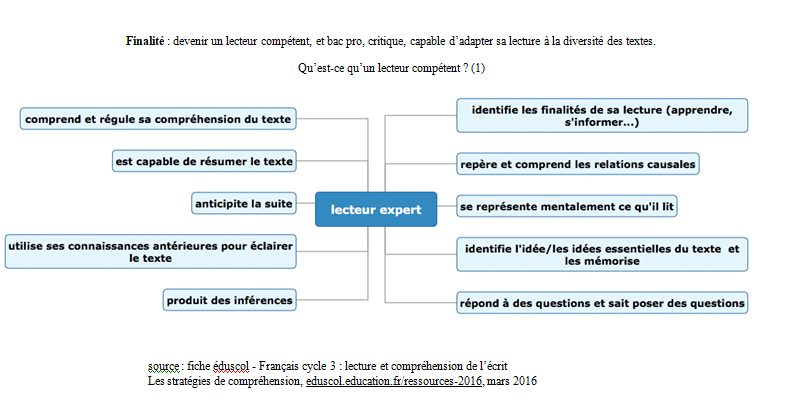 Finalité : devenir un lecteur compétent, et bac pro, critique, capable d'adapter sa lecture à la diversité des textes.
Qu'est-ce qu'un lecteur compétent ? (1)
comprend et régule sa compréhension du texte
est capable de résumer le texte
anticipite la suite
utilise ses connaissances antérieures pour éclairer
le texte
produit des inférences
lecteur expert
identifie les finalités de sa lecture (apprendre,
s'informer...)
repère et comprend les relations causales
se représente mentalement ce qu'il lit
identifie l'idée/les idées essentielles du texte et
les mémorise
répond à des questions et sait poser des questions
source : fiche éduscol - Français cycle 3 : lecture et compréhension de l'écrit
Les stratégies de compréhension, eduscol.education.fr/ressources-2016, mars 2016